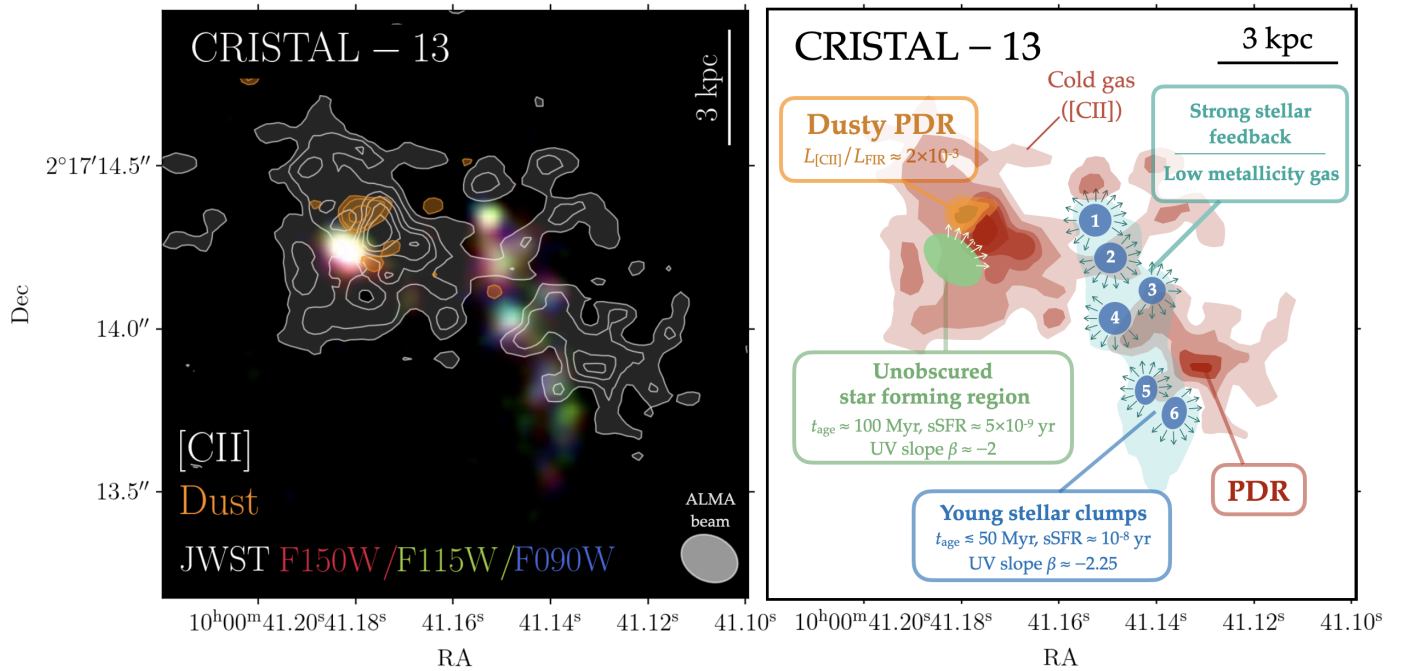 CRISTAL – 13
3 kpc
[CII]
Dust
JWST F150W/F115W/F090W
ALMA
beam
Dec
2°17′14.5″
14.0″
13.5″
10ʰ00ᵐ41.20ˢ
41.18ˢ
41.16ˢ
41.14ˢ
41.12ˢ
41.10ˢ
RA
CRISTAL – 13
3 kpc
Cold gas
([CII])
Dusty PDR
L[CII]/LFIR ≈ 2×10⁻³
Strong stellar
feedback
Low metallicity gas
1
2
3
4
5
6
Unobscured
star forming region
tage ≈ 100 Myr, sSFR ≈ 5×10⁻⁹ yr
UV slope β ≈ −2
PDR
Young stellar clumps
tage ≲ 50 Myr, sSFR ≈ 10⁻⁸ yr
UV slope β ≈ −2.25
10ʰ00ᵐ41.20ˢ
41.18ˢ
41.16ˢ
41.14ˢ
41.12ˢ
41.10ˢ
RA